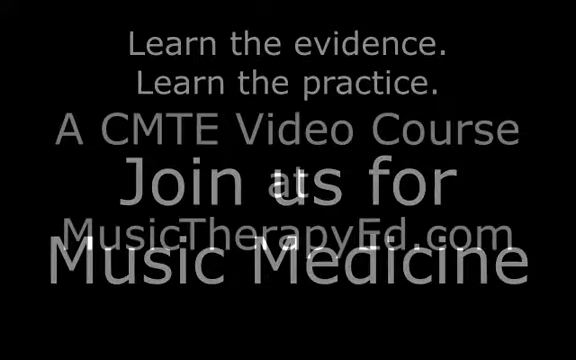 Learn the evidence.
Learn the practice.
A CMTE Video Course
Join us for
at
MusicTherapyEd.com
Music Medicine